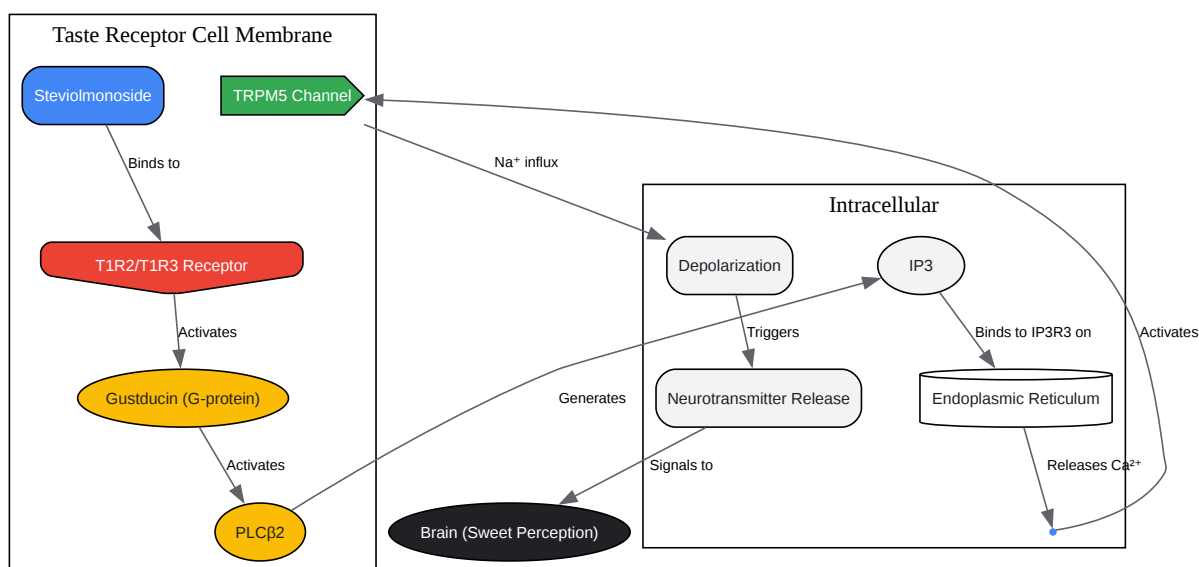 Taste Receptor Cell Membrane
Steviolmonoside
TRPM5 Channel
Binds to
Na⁺ influx
T1R2/T1R3 Receptor
Activates
Gustducin (G-protein)
Activates
PLCβ2
Generates
Intracellular
Depolarization
IP3
Triggers
Binds to IP3R3 on
Activates
Neurotransmitter Release
Endoplasmic Reticulum
Signals to
Releases Ca²⁺
Brain (Sweet Perception)